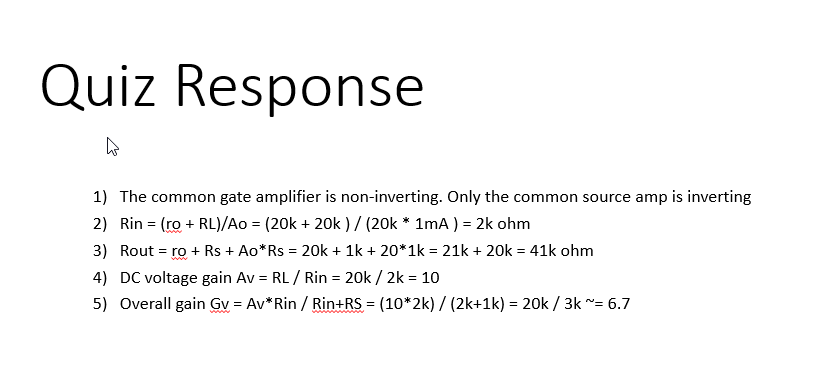 Quiz Response
1) The common gate amplifier is non-inverting. Only the common source amp is inverting
2) Rin = (ro + RL)/Ao = (20k + 20k ) / (20k * 1mA ) = 2k ohm
3) Rout = ro + Rs + Ao*Rs = 20k + 1k + 20*1k = 21k + 20k = 41k ohm
4) DC voltage gain Av = RL / Rin = 20k / 2k = 10
5) Overall gain Gv = Av*Rin / Rin+RS = (10*2k) / (2k+1k) = 20k / 3k ~= 6.7